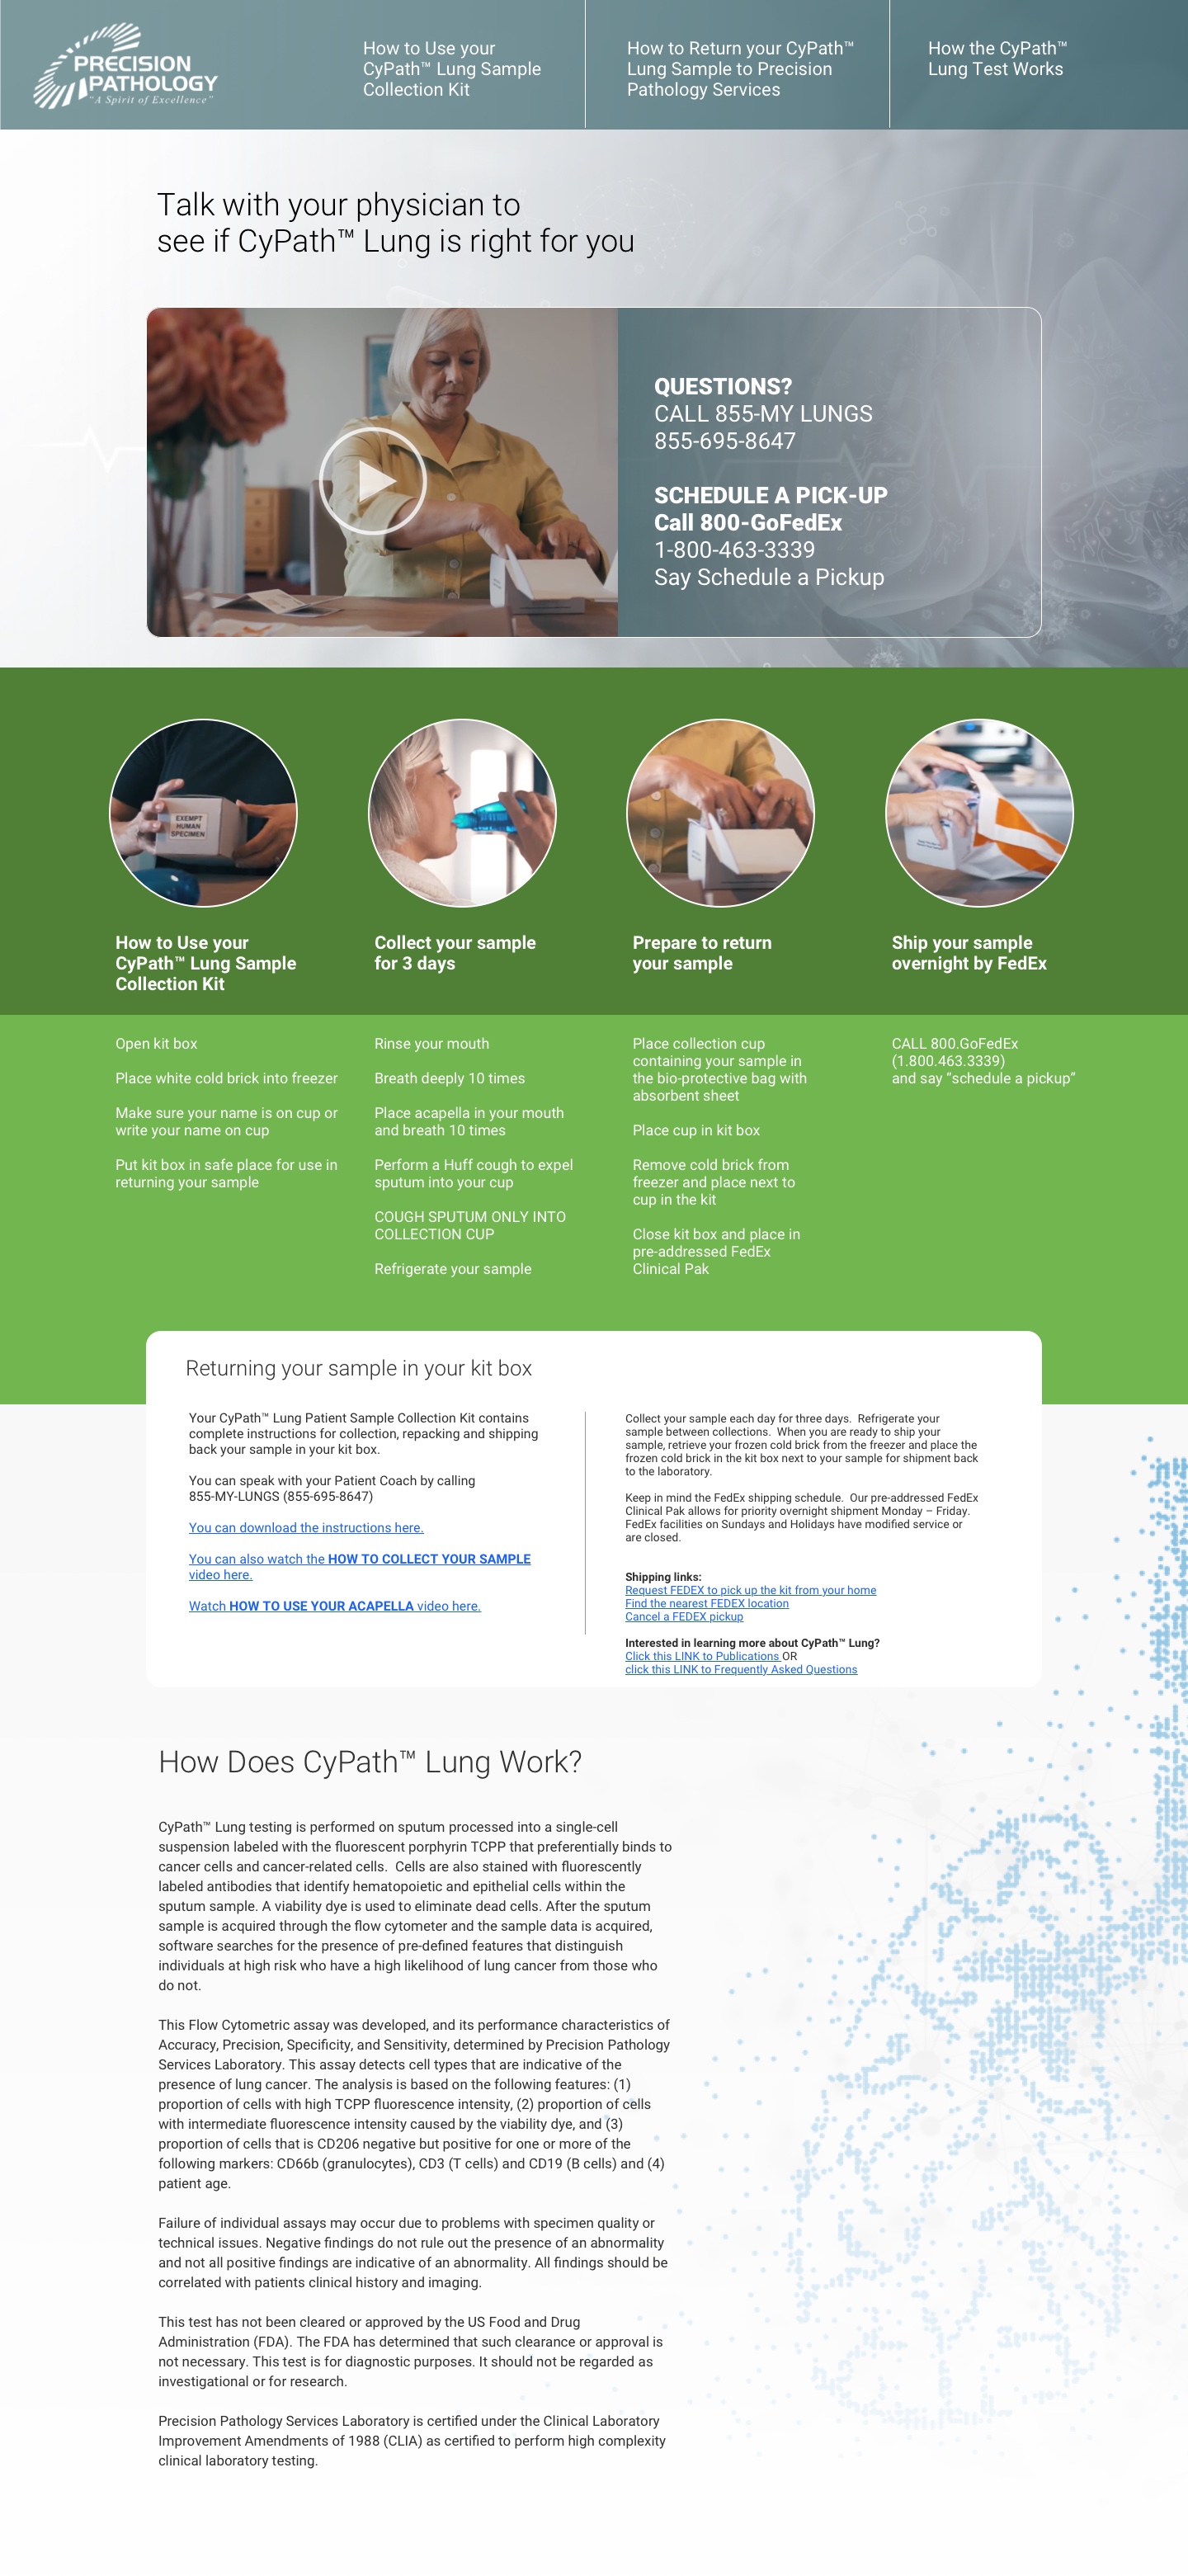 PRECISION
PATHOLOGY
"A Spirit of Excellence"
How to Use your
CyPath™ Lung Sample
Collection Kit
How to Return your CyPath™
Lung Sample to Precision
Pathology Services
How the CyPath™
Lung Test Works
Talk with your physician to
see if CyPath™ Lung is right for you
QUESTIONS?
CALL 855-MY LUNGS
855-695-8647
SCHEDULE A PICK-UP
Call 800-GoFedEx
1-800-463-3339
Say Schedule a Pickup
EXEMPT
HUMAN
SPECIMEN
How to Use your
CyPath™ Lung Sample
Collection Kit
Open kit box
Place white cold brick into freezer
Make sure your name is on cup or
write your name on cup
Put kit box in safe place for use in
returning your sample
Collect your sample
for 3 days
Rinse your mouth
Breath deeply 10 times
Place acapella in your mouth
and breath 10 times
Perform a Huff cough to expel
sputum into your cup
COUGH SPUTUM ONLY INTO
COLLECTION CUP
Refrigerate your sample
Prepare to return
your sample
Place collection cup
containing your sample in
the bio-protective bag with
absorbent sheet
Place cup in kit box
Remove cold brick from
freezer and place next to
cup in the kit
Close kit box and place in
pre-addressed FedEx
Clinical Pak
Ship your sample
overnight by FedEx
CALL 800.GoFedEx
(1.800.463.3339)
and say “schedule a pickup”
Returning your sample in your kit box
Your CyPath™ Lung Patient Sample Collection Kit contains
complete instructions for collection, repacking and shipping
back your sample in your kit box.
You can speak with your Patient Coach by calling
855-MY-LUNGS (855-695-8647)
You can download the instructions here.
You can also watch the HOW TO COLLECT YOUR SAMPLE
video here.
Watch HOW TO USE YOUR ACAPELLA video here.
Collect your sample each day for three days. Refrigerate your
sample between collections. When you are ready to ship your
sample, retrieve your frozen cold brick from the freezer and place the
frozen cold brick in the kit box next to your sample for shipment back
to the laboratory.
Keep in mind the FedEx shipping schedule. Our pre-addressed FedEx
Clinical Pak allows for priority overnight shipment Monday – Friday.
FedEx facilities on Sundays and Holidays have modified service or
are closed.
Shipping links:
Request FEDEX to pick up the kit from your home
Find the nearest FEDEX location
Cancel a FEDEX pickup
Interested in learning more about CyPath™ Lung?
Click this LINK to Publications OR
click this LINK to Frequently Asked Questions
How Does CyPath™ Lung Work?
CyPath™ Lung testing is performed on sputum processed into a single-cell
suspension labeled with the fluorescent porphyrin TCPP that preferentially binds to
cancer cells and cancer-related cells. Cells are also stained with fluorescently
labeled antibodies that identify hematopoietic and epithelial cells within the
sputum sample. A viability dye is used to eliminate dead cells. After the sputum
sample is acquired through the flow cytometer and the sample data is acquired,
software searches for the presence of pre-defined features that distinguish
individuals at high risk who have a high likelihood of lung cancer from those who
do not.
This Flow Cytometric assay was developed, and its performance characteristics of
Accuracy, Precision, Specificity, and Sensitivity, determined by Precision Pathology
Services Laboratory. This assay detects cell types that are indicative of the
presence of lung cancer. The analysis is based on the following features: (1)
proportion of cells with high TCPP fluorescence intensity, (2) proportion of cells
with intermediate fluorescence intensity caused by the viability dye, and (3)
proportion of cells that is CD206 negative but positive for one or more of the
following markers: CD66b (granulocytes), CD3 (T cells) and CD19 (B cells) and (4)
patient age.
Failure of individual assays may occur due to problems with specimen quality or
technical issues. Negative findings do not rule out the presence of an abnormality
and not all positive findings are indicative of an abnormality. All findings should be
correlated with patients clinical history and imaging.
This test has not been cleared or approved by the US Food and Drug
Administration (FDA). The FDA has determined that such clearance or approval is
not necessary. This test is for diagnostic purposes. It should not be regarded as
investigational or for research.
Precision Pathology Services Laboratory is certified under the Clinical Laboratory
Improvement Amendments of 1988 (CLIA) as certified to perform high complexity
clinical laboratory testing.